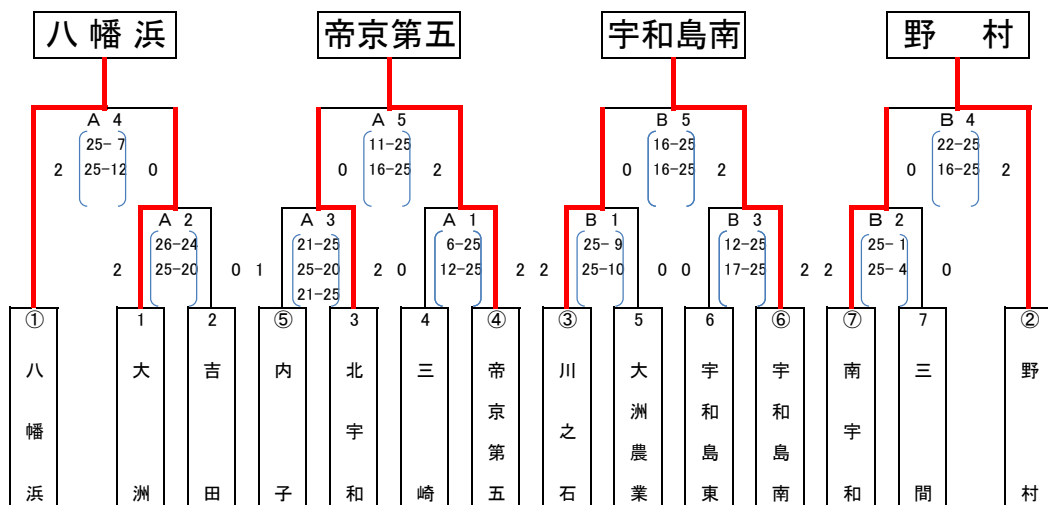 八幡浜 帝京第五 宇和島南 野 村
A 4 A 5 B 5 B 4
25- 7 11-25 16-25 22-25
2 25-12 0 0 16-25 2 0 16-25 2 0 16-25 2
A 2 A 3 A 1 B 1 B 3 B 2
26-24 21-25 6-25 25- 9 12-25 25- 1
2 25-20 0 1 25-20 2 0 12-25 2 2 25-10 0 0 17-25 2 2 25- 4 0
21-25
① 1 2 ⑤ 3 4 ④ ③ 5 6 ⑥ ⑦ 7 ②
八幡浜
大洲
吉田
内子
北宇和
三崎
帝京第五
川之石
大洲農業
宇和島東
宇和島南
南宇和
三間
野村